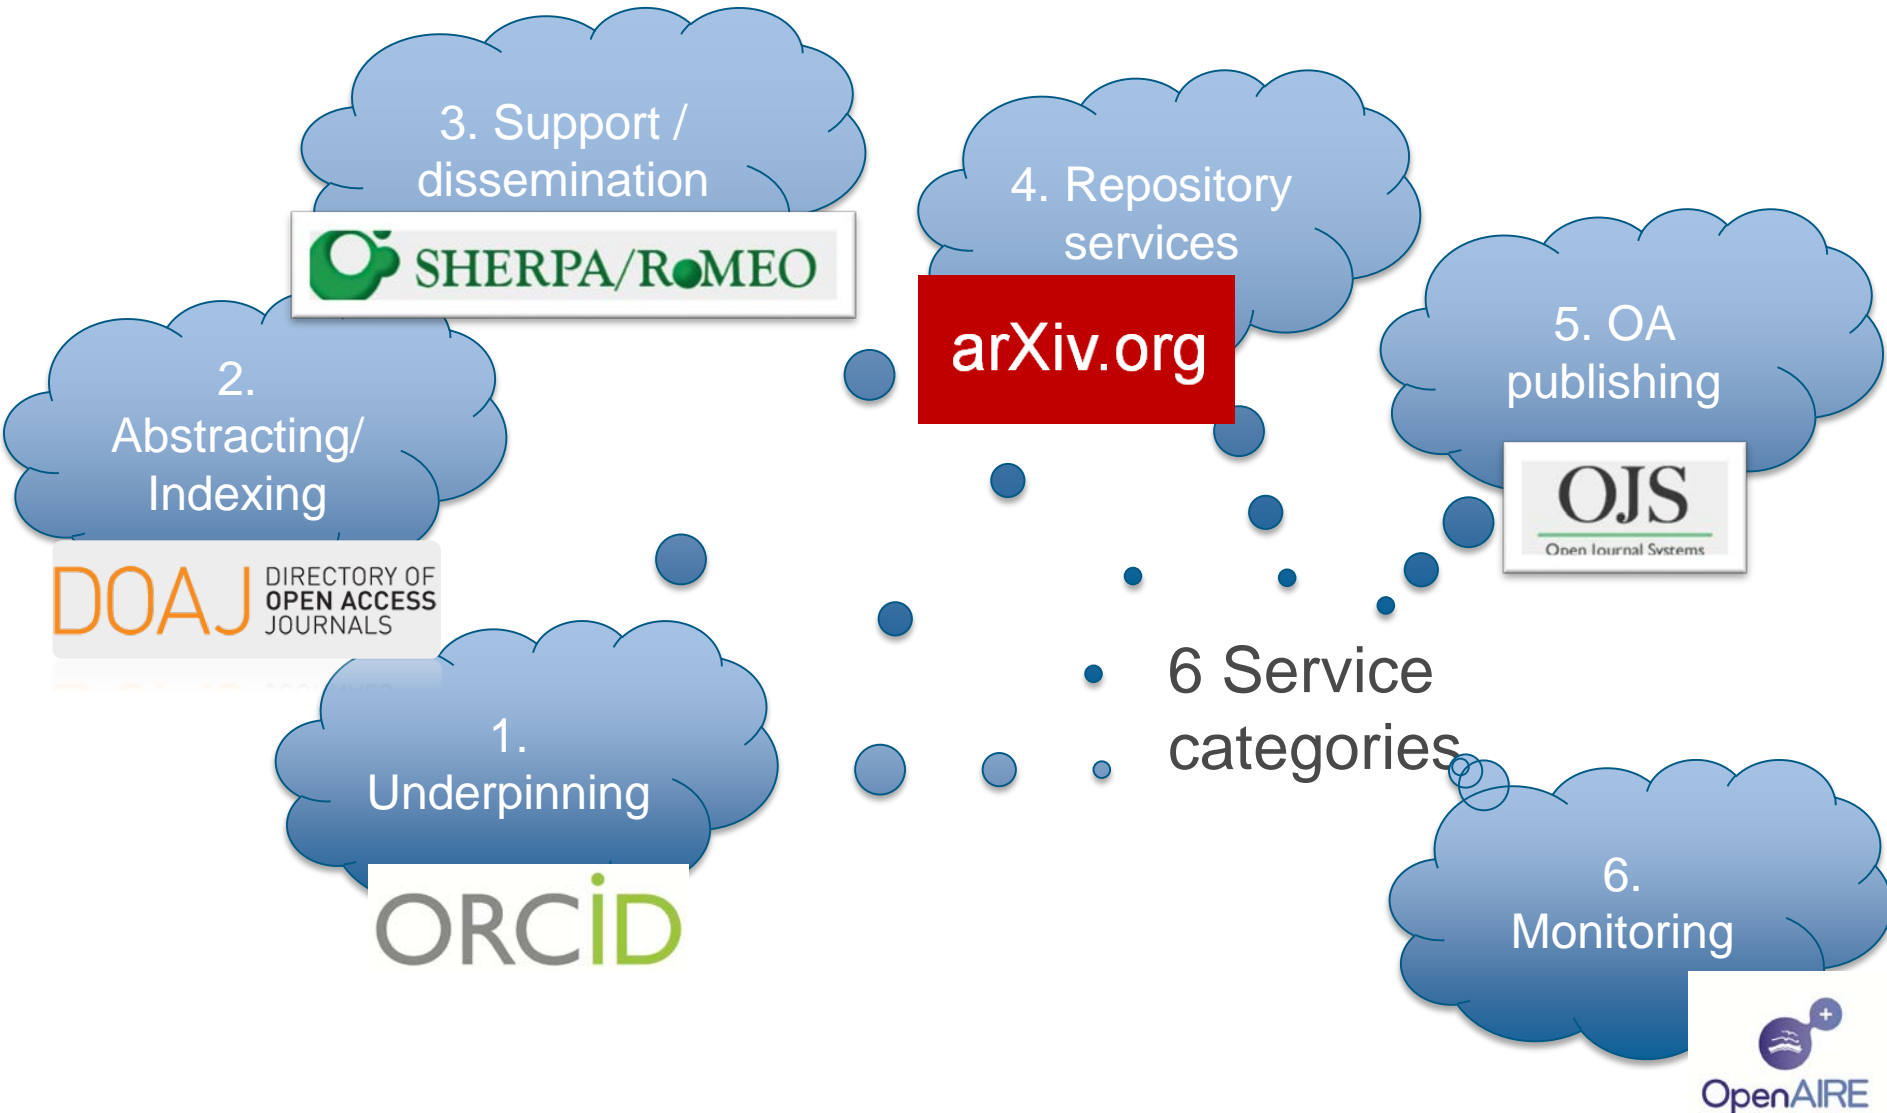 3. Support /
dissemination
SHERPA/RoMEO
4. Repository
services
arXiv.org
5. OA
publishing
OJS
Open Journal Systems
2.
Abstracting/
Indexing
DOAJ
DIRECTORY OF
OPEN ACCESS
JOURNALS
6 Service
categories
1.
Underpinning
ORCiD
6.
Monitoring
OpenAIRE